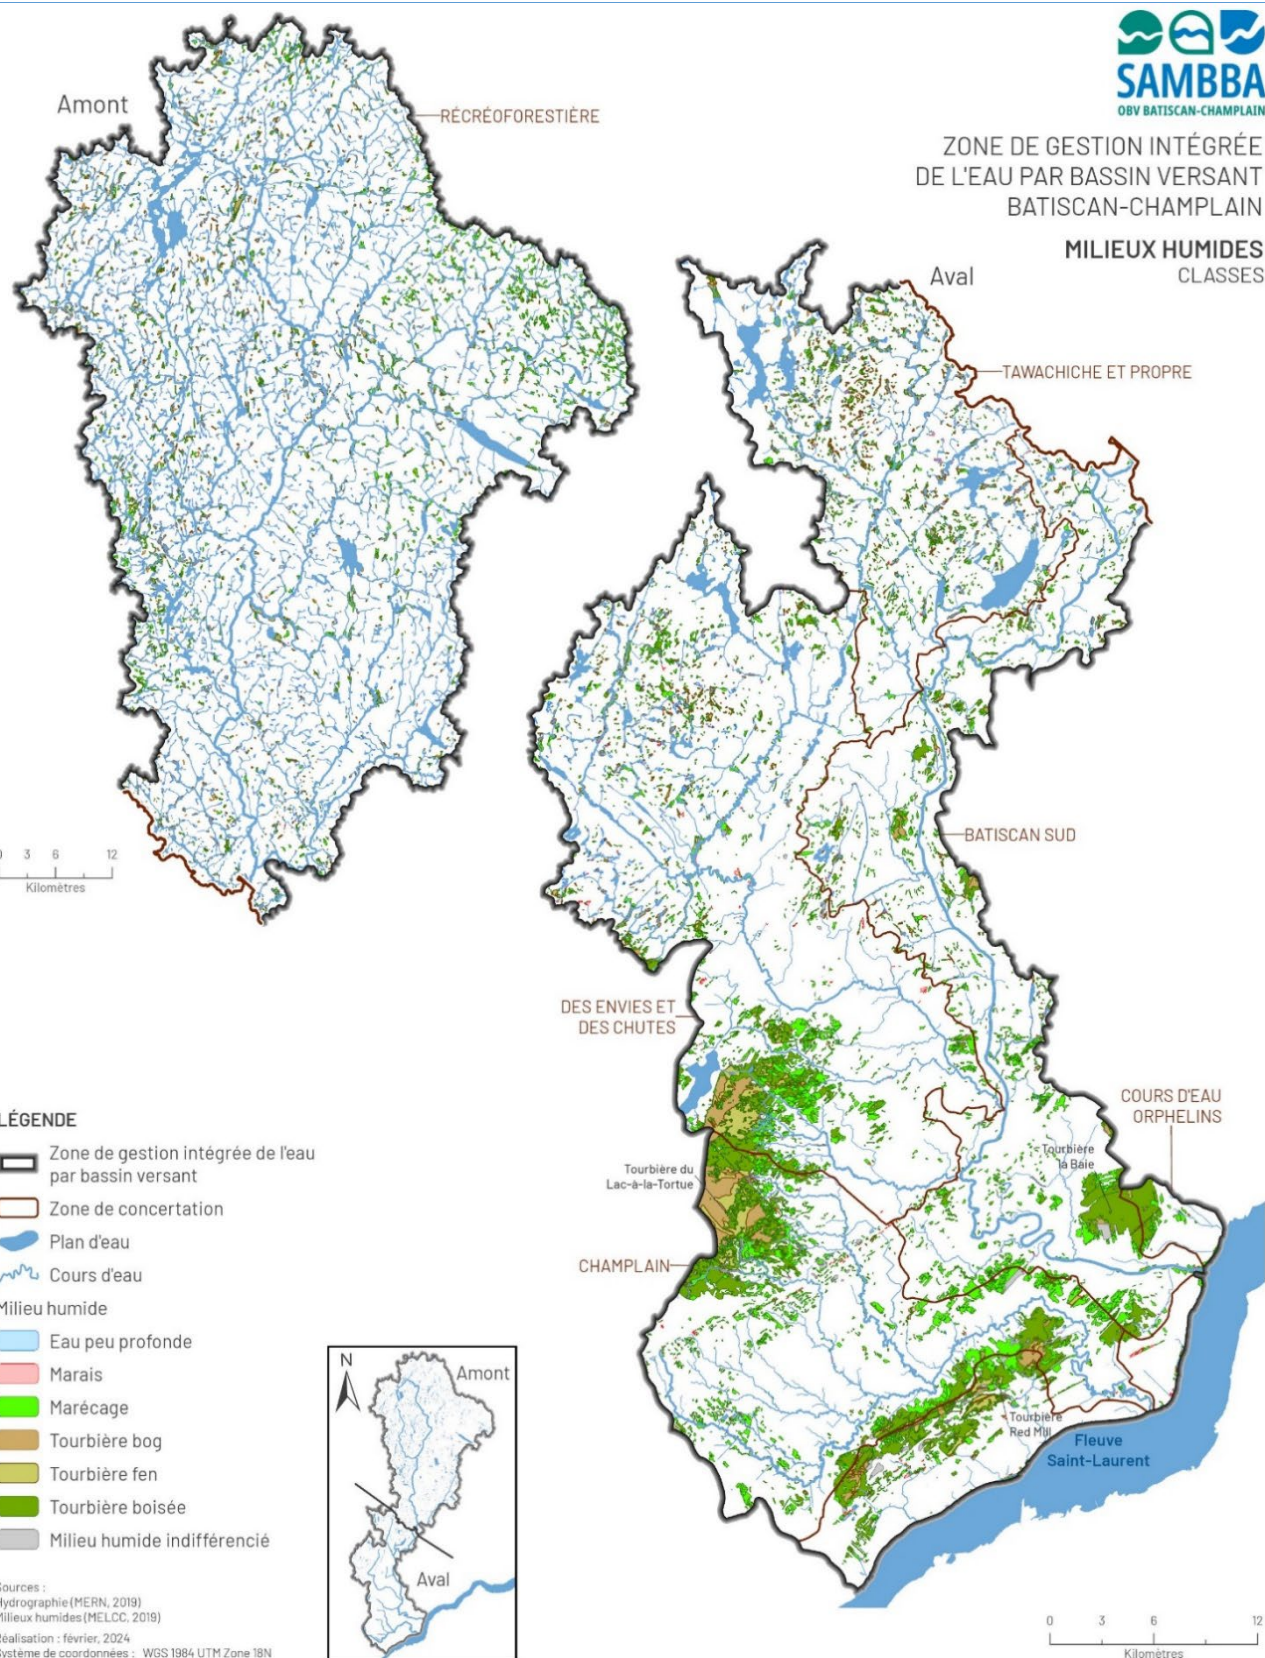 SAMBBA
OBV BATISCAN-CHAMPLAIN
ZONE DE GESTION INTÉGRÉE
DE L'EAU PAR BASSIN VERSANT
BATISCAN-CHAMPLAIN
MILIEUX HUMIDES
CLASSES
Amont
RÉCRÉOFORESTIÈRE
Aval
TAWACHICHE ET PROPRE
BATISCAN SUD
0 3 6 12
Kilomètres
DES ENVIES ET
DES CHUTES
COURS D'EAU
ORPHELINS
Tourbière
la Baie
Tourbière du
Lac-à-la-Tortue
CHAMPLAIN
Tourbière
Red Mill
Fleuve
Saint-Laurent
LÉGENDE
Zone de gestion intégrée de l'eau
par bassin versant
Zone de concertation
Plan d'eau
Cours d'eau
Milieu humide
Eau peu profonde
Marais
Marécage
Tourbière bog
Tourbière fen
Tourbière boisée
Milieu humide indifférencié
Sources :
Hydrographie (MERN, 2019)
Milieux humides (MELCC, 2019)
Réalisation : février, 2024
Système de coordonnées : WGS 1984 UTM Zone 18N
N
Amont
Aval
0 3 6 12
Kilomètres